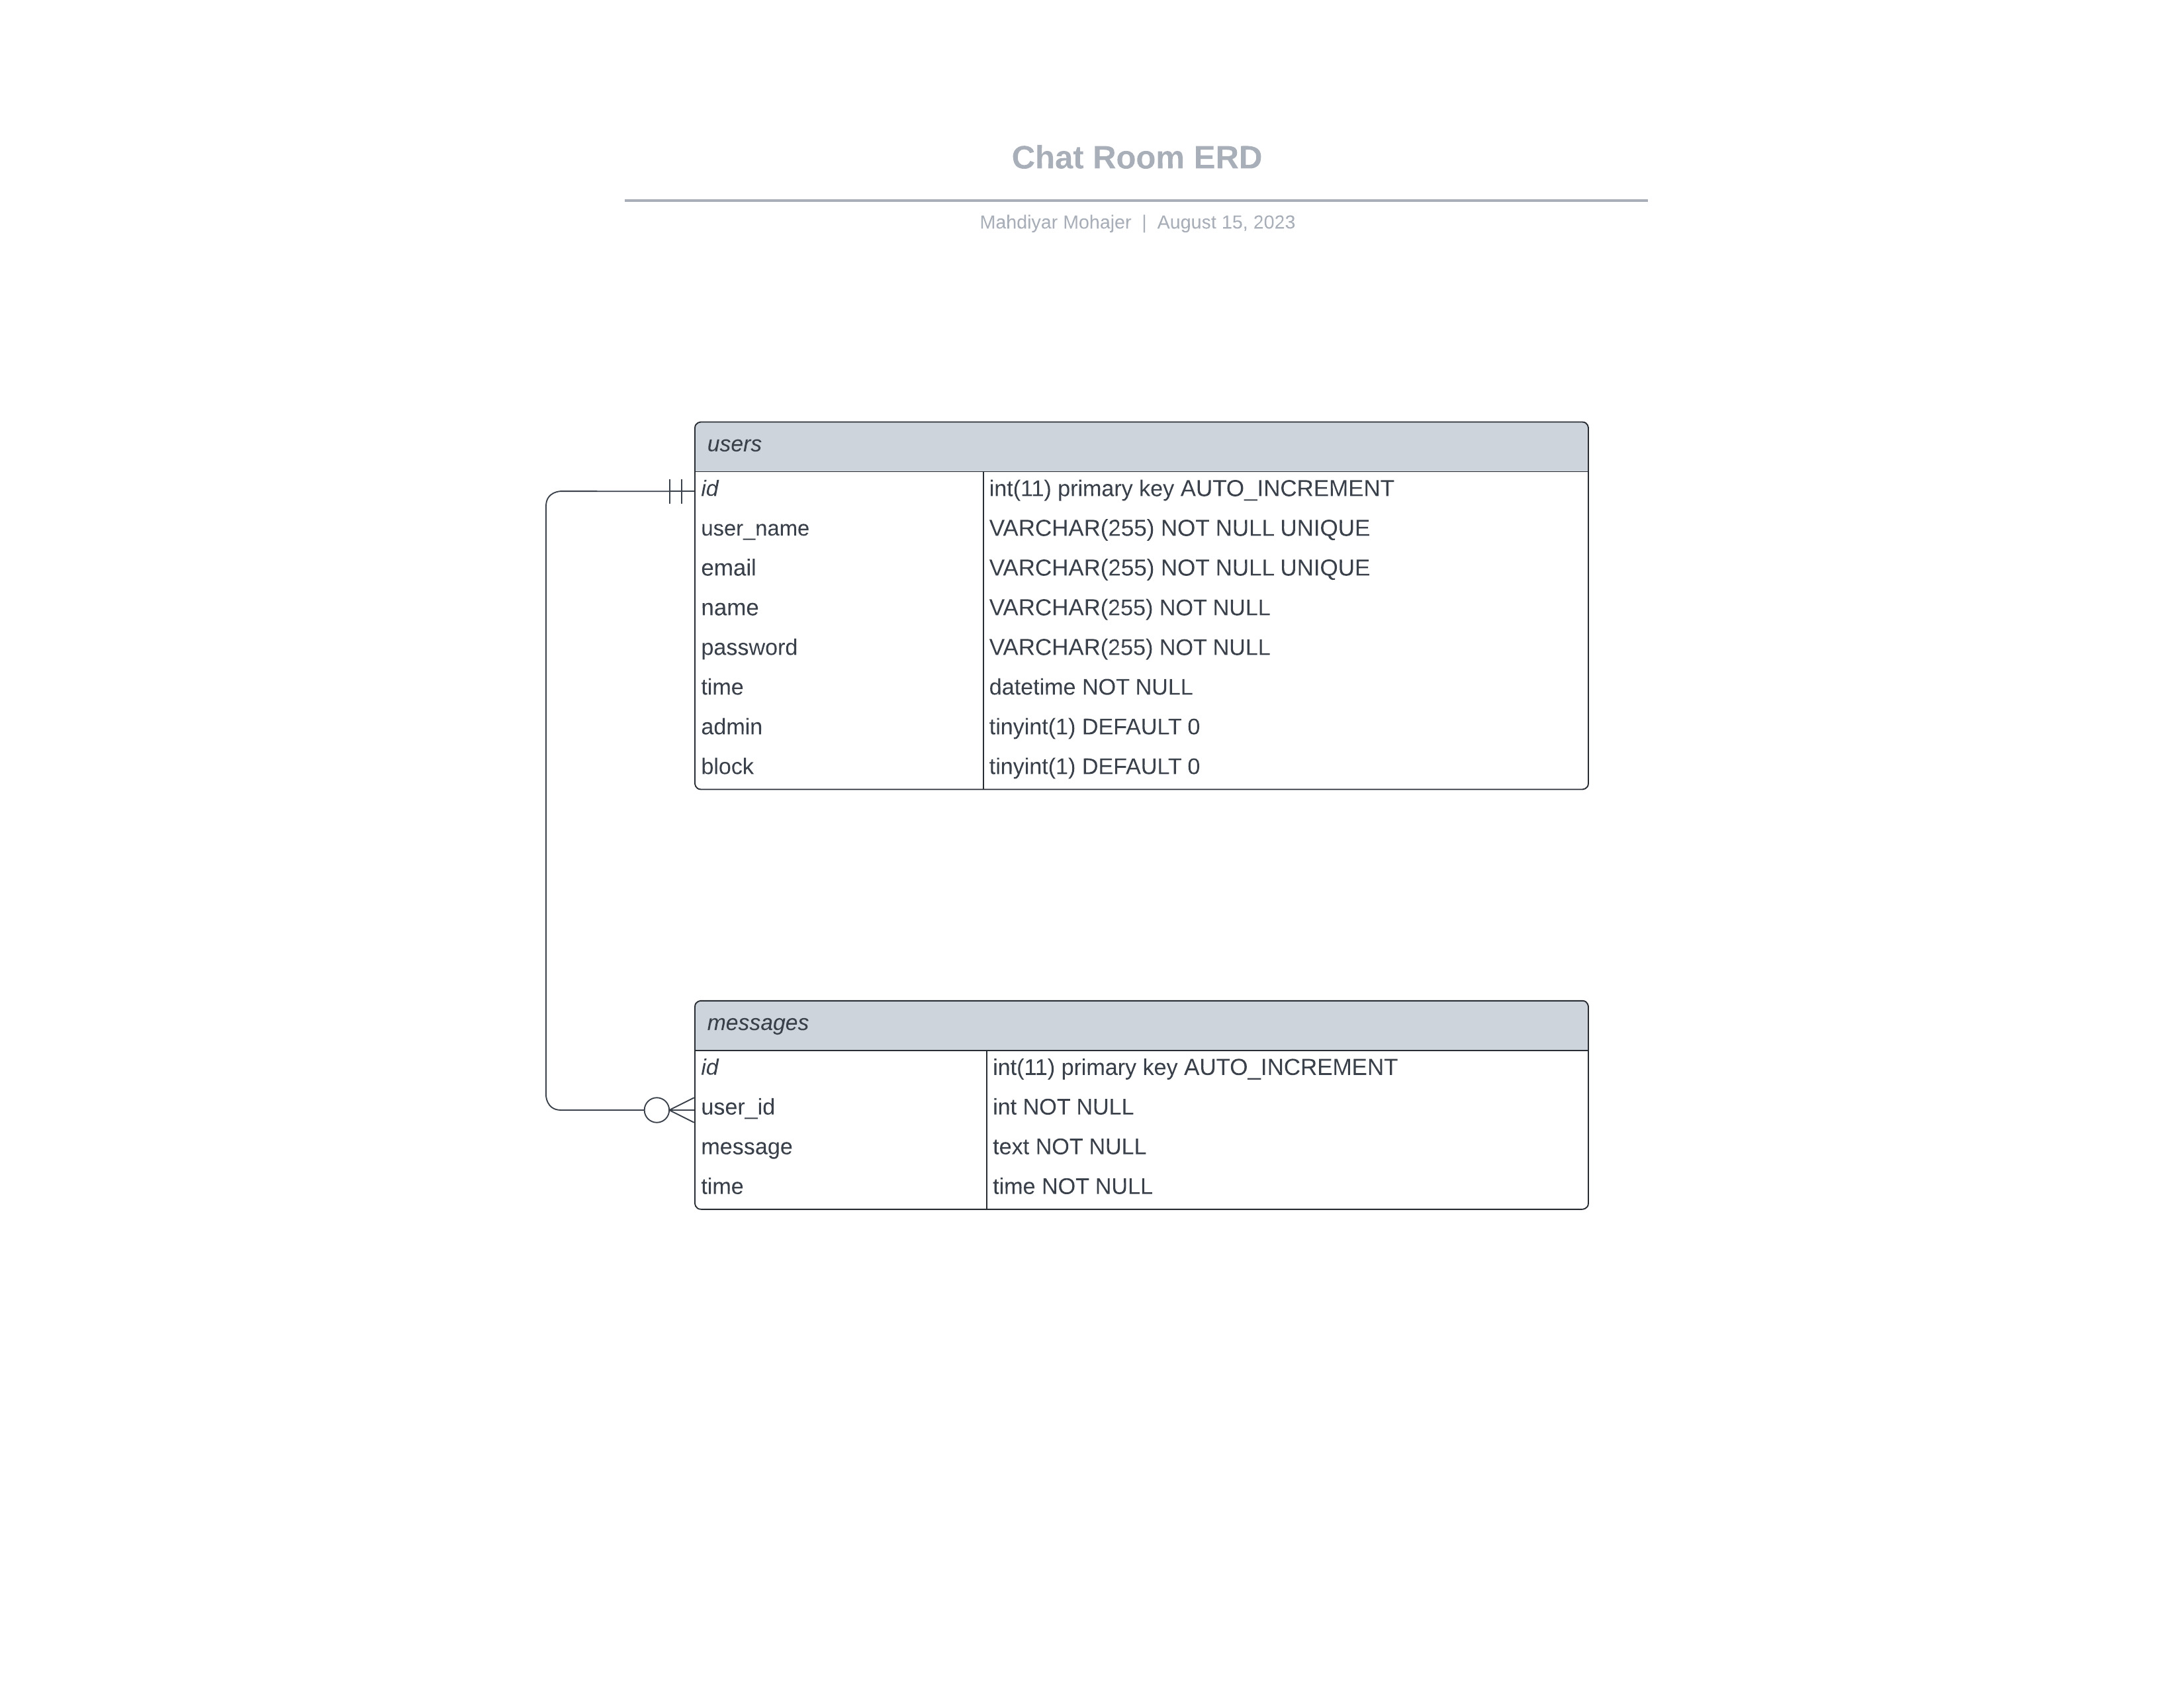 Chat Room ERD
Mahdiyar Mohajer | August 15, 2023
users
id int(11) primary key AUTO_INCREMENT
user_name VARCHAR(255) NOT NULL UNIQUE
email VARCHAR(255) NOT NULL UNIQUE
name VARCHAR(255) NOT NULL
password VARCHAR(255) NOT NULL
time datetime NOT NULL
admin tinyint(1) DEFAULT 0
block tinyint(1) DEFAULT 0
messages
id int(11) primary key AUTO_INCREMENT
user_id int NOT NULL
message text NOT NULL
time time NOT NULL